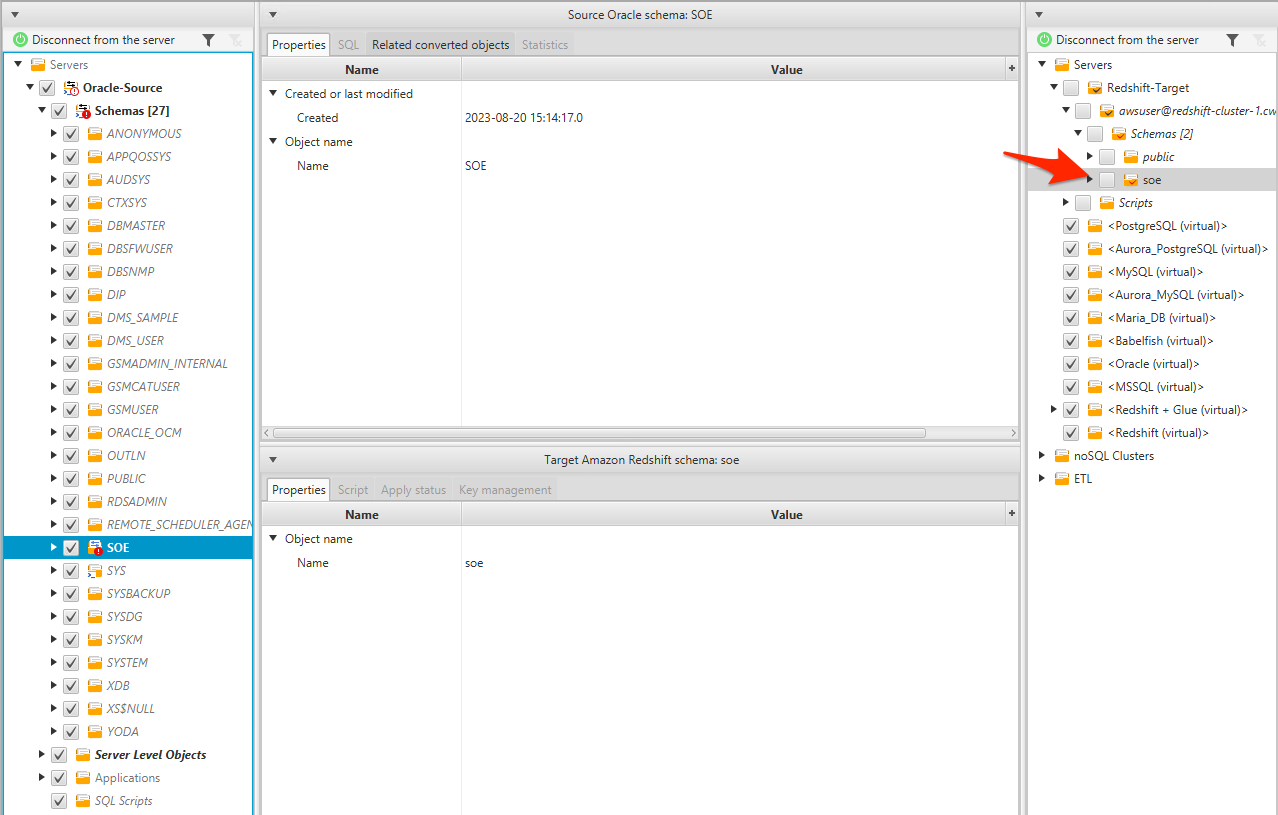 Disconnect from the server
Servers
Oracle-Source
Schemas [27]
ANONYMOUS
APPQOSSYS
AUDSYS
CTXSYS
DBMASTER
DBSFWUSER
DBSNMP
DIP
DMS_SAMPLE
DMS_USER
GSMADMIN_INTERNAL
GSMCATUSER
GSMUSER
ORACLE_OCM
OUTLN
PUBLIC
RDSADMIN
REMOTE_SCHEDULER_AGEN
SOE
SYS
SYSBACKUP
SYSDG
SYSKM
SYSTEM
XDB
XS$NULL
YODA
Server Level Objects
Applications
SQL Scripts
Source Oracle schema: SOE
Properties SQL Related converted objects Statistics
Name Value +
Created or last modified
Created 2023-08-20 15:14:17.0
Object name
Name SOE
Target Amazon Redshift schema: soe
Properties Script Apply status Key management
Name Value +
Object name
Name soe
Disconnect from the server
Servers
Redshift-Target
awsuser@redshift-cluster-1.cw
Schemas [2]
public
soe
Scripts
<PostgreSQL (virtual)>
<Aurora_PostgreSQL (virtual)>
<MySQL (virtual)>
<Aurora_MySQL (virtual)>
<Maria_DB (virtual)>
<Babelfish (virtual)>
<Oracle (virtual)>
<MSSQL (virtual)>
<Redshift + Glue (virtual)>
<Redshift (virtual)>
noSQL Clusters
ETL